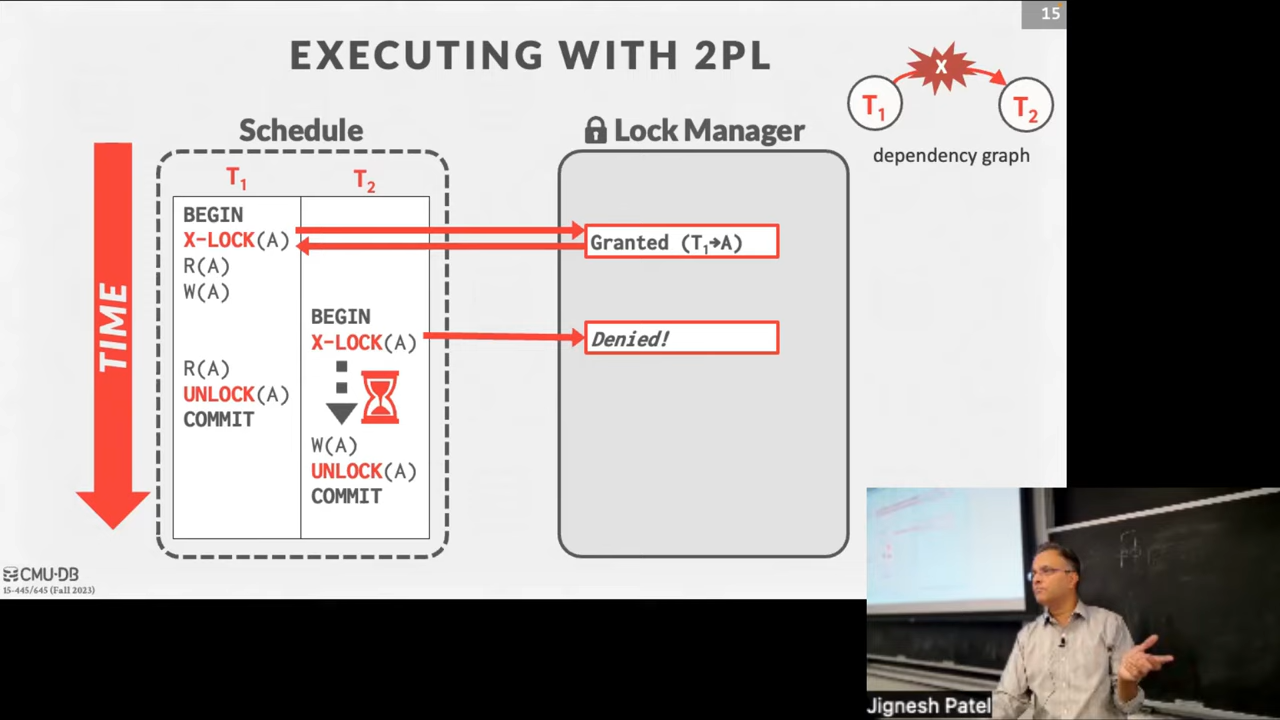 15
EXECUTING WITH 2PL
X
T1
T2
dependency graph
Schedule
Lock Manager
TIME
T1
T2
BEGIN
X-LOCK(A)
R(A)
W(A)
BEGIN
X-LOCK(A)
R(A)
UNLOCK(A)
COMMIT
W(A)
UNLOCK(A)
COMMIT
Granted (T1→A)
Denied!
CMU·DB
15-445/645 (Fall 2023)
Jignesh Patel